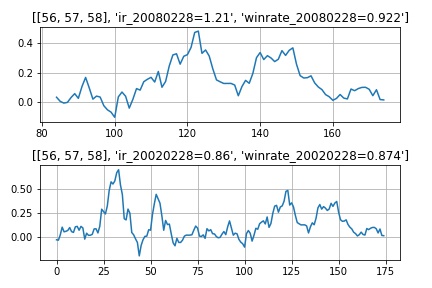 [[56, 57, 58], 'ir_20080228=1.21', 'winrate_20080228=0.922']
0.4
0.2
0.0
80 100 120 140 160
[[56, 57, 58], 'ir_20020228=0.86', 'winrate_20020228=0.874']
0.50
0.25
0.00
0 25 50 75 100 125 150 175